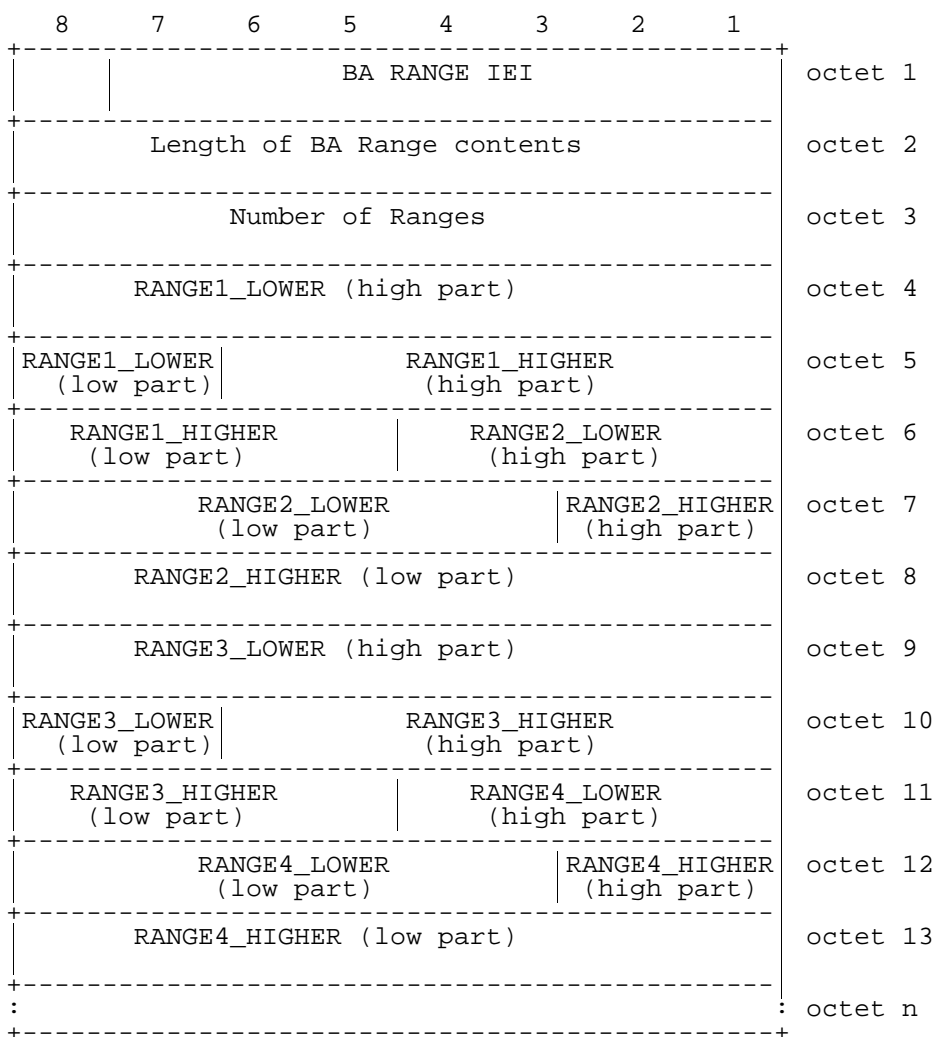 8 7 6 5 4 3 2 1
BA RANGE IEI octet 1
Length of BA Range contents octet 2
Number of Ranges octet 3
RANGE1_LOWER (high part) octet 4
RANGE1_LOWER RANGE1_HIGHER octet 5
(low part) (high part)
RANGE1_HIGHER RANGE2_LOWER octet 6
(low part) (high part)
RANGE2_LOWER RANGE2_HIGHER octet 7
(low part) (high part)
RANGE2_HIGHER (low part) octet 8
RANGE3_LOWER (high part) octet 9
RANGE3_LOWER RANGE3_HIGHER octet 10
(low part) (high part)
RANGE3_HIGHER RANGE4_LOWER octet 11
(low part) (high part)
RANGE4_LOWER RANGE4_HIGHER octet 12
(low part) (high part)
RANGE4_HIGHER (low part) octet 13
: : octet n